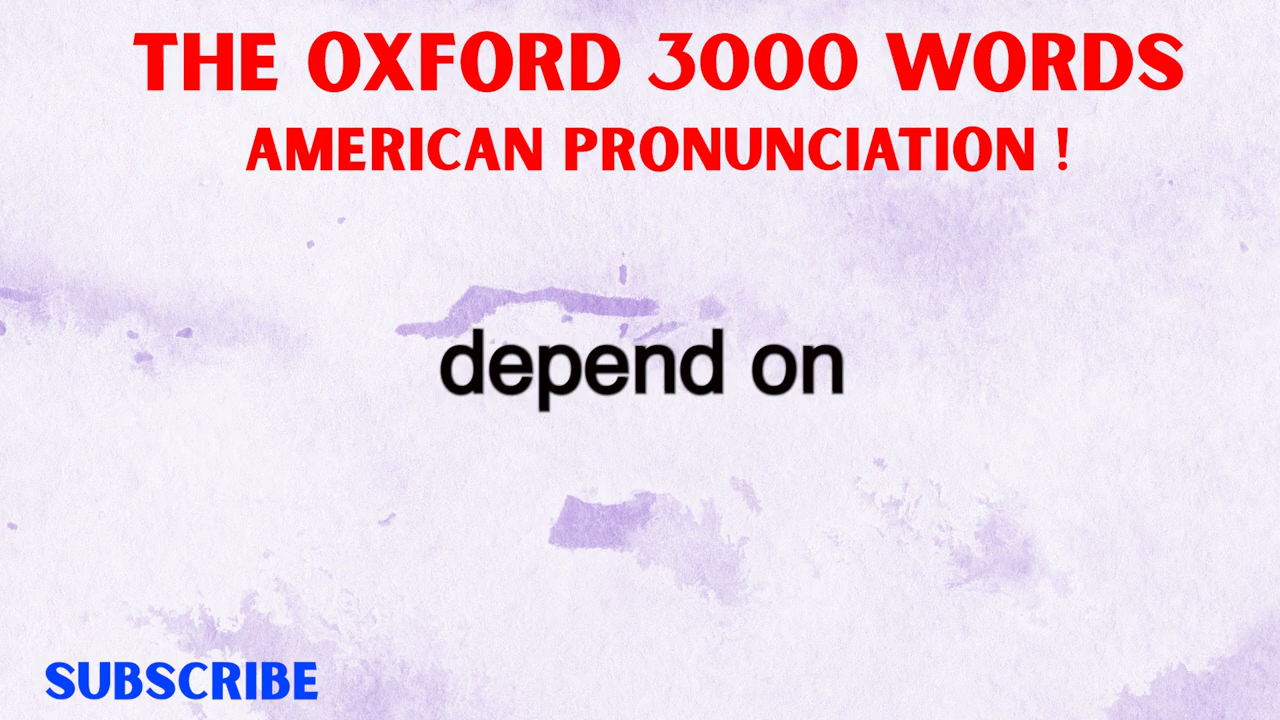 THE OXFORD 3000 WORDS
AMERICAN PRONUNCIATION !
depend on
SUBSCRIBE